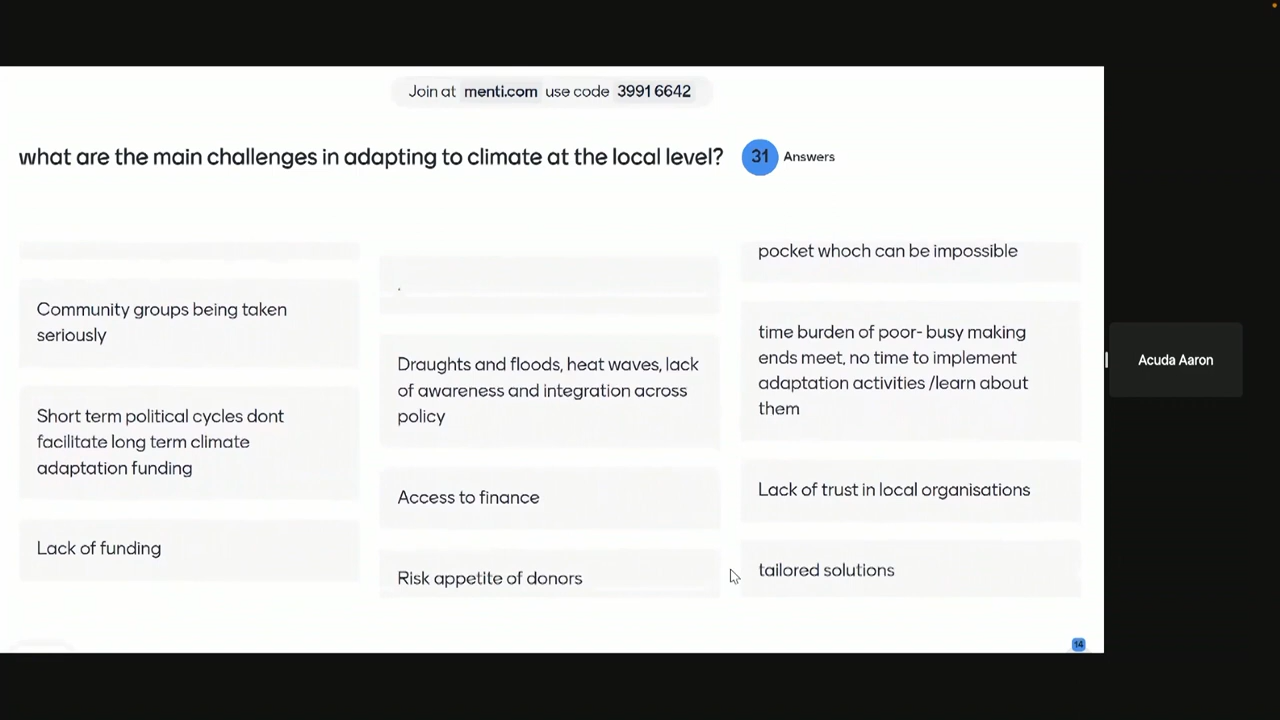 Join at menti.com use code 3991 6642
what are the main challenges in adapting to climate at the local level?
31 Answers
Community groups being taken
seriously
Short term political cycles dont
facilitate long term climate
adaptation funding
Lack of funding
.
Draughts and floods, heat waves, lack
of awareness and integration across
policy
Access to finance
Risk appetite of donors
pocket whoch can be impossible
time burden of poor- busy making
ends meet, no time to implement
adaptation activities /learn about
them
Lack of trust in local organisations
tailored solutions
14
Acuda Aaron